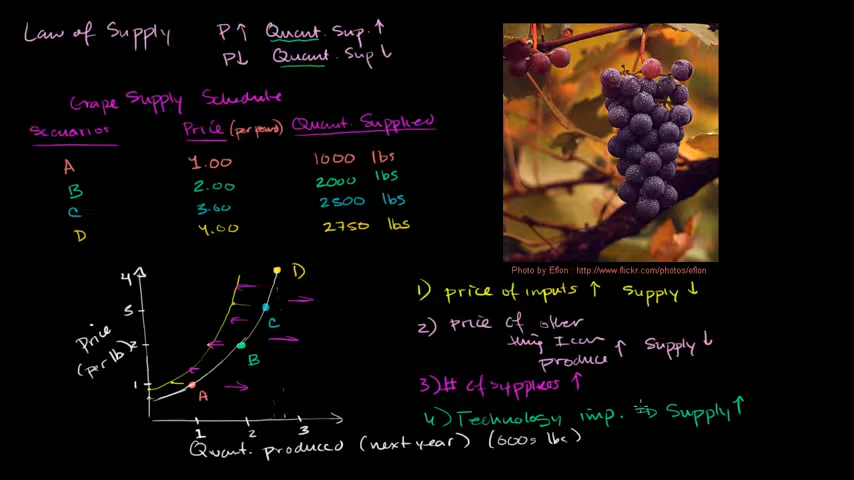 Law of Supply
P↑ Quant. Sup. ↑
P↓ Quant. Sup ↓
Grape Supply Schedule
Scenarios Price (per pound) Quant. Supplied
A 1.00 1000 lbs
B 2.00 2000 lbs
C 3.00 2500 lbs
D 4.00 2750 lbs
Photo by Eflon : http://www.flickr.com/photos/eflon
4
3
2
1
Price
(per lb)
D
C
B
A
1 2 3
Quant. produced (next year) (000s lbs)
1) price of inputs ↑ Supply ↓
2) price of other
thing I can
produce ↑ Supply ↓
3) # of suppliers ↑
4) Technology imp. => Supply ↑